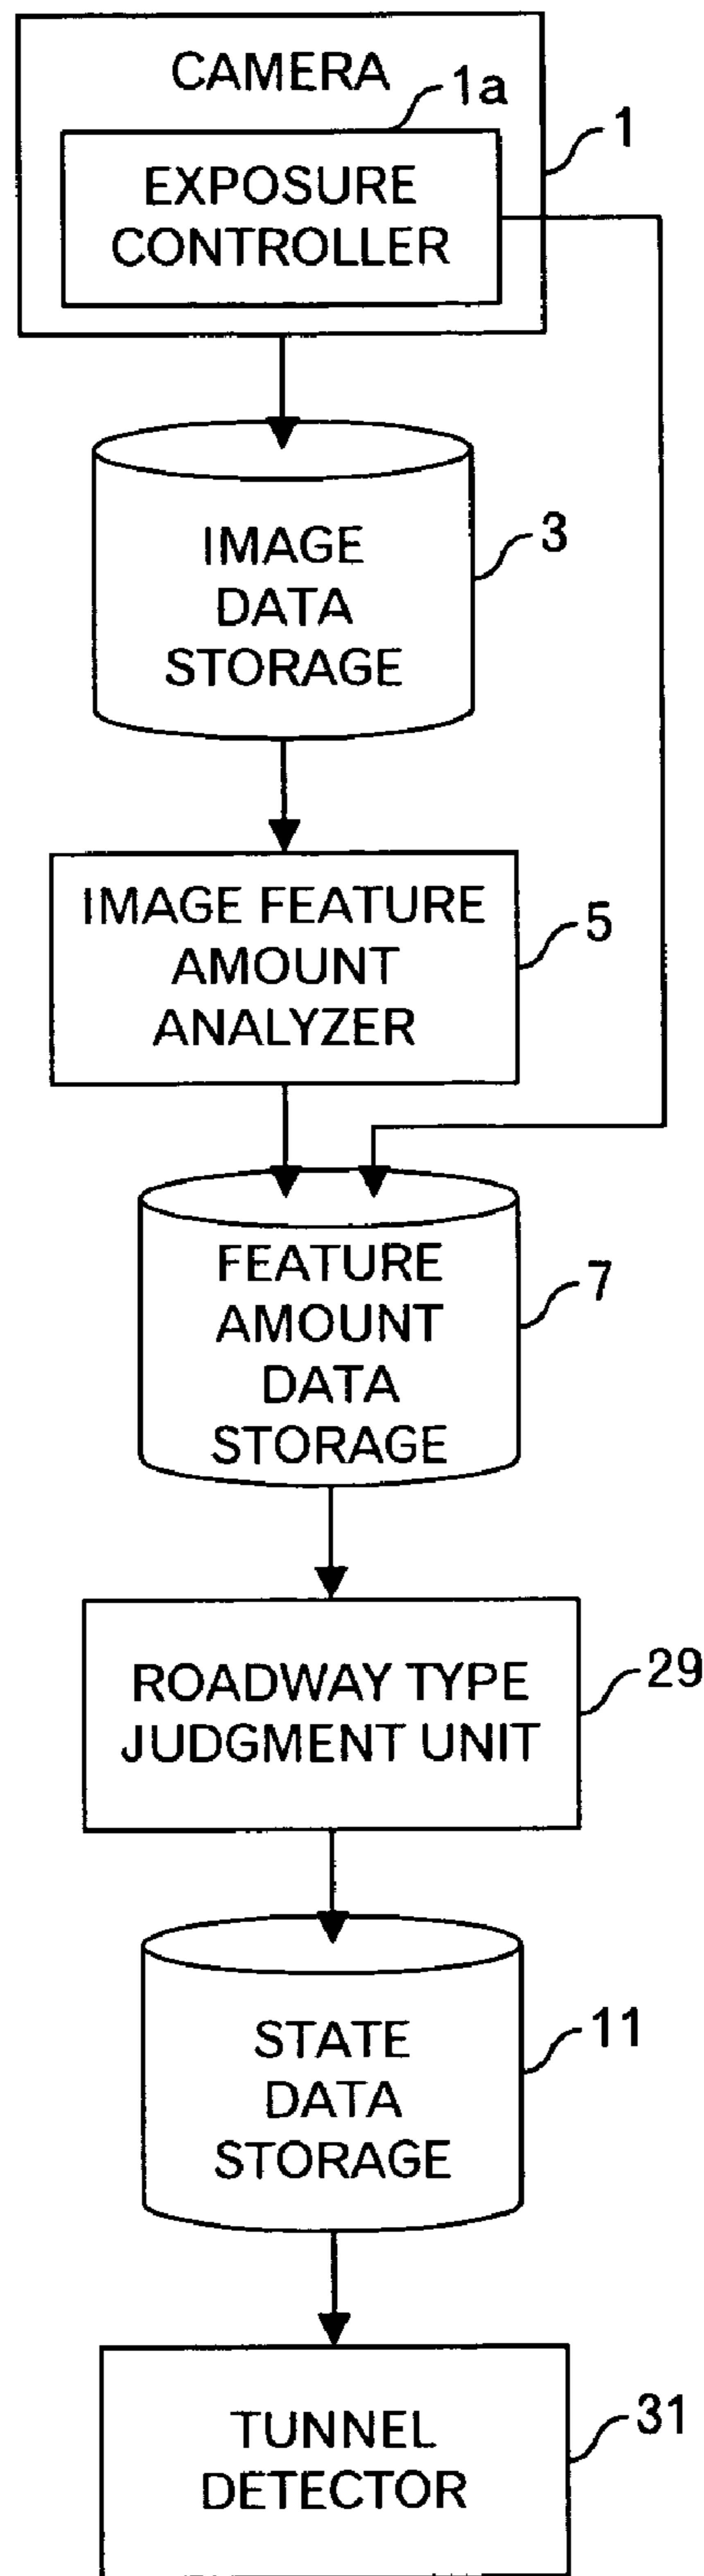 CAMERA
1a
1
EXPOSURE
CONTROLLER
IMAGE
DATA
STORAGE
3
IMAGE FEATURE
AMOUNT
ANALYZER
5
FEATURE
AMOUNT
DATA
STORAGE
7
ROADWAY TYPE
JUDGMENT UNIT
29
STATE
DATA
STORAGE
11
TUNNEL
DETECTOR
31